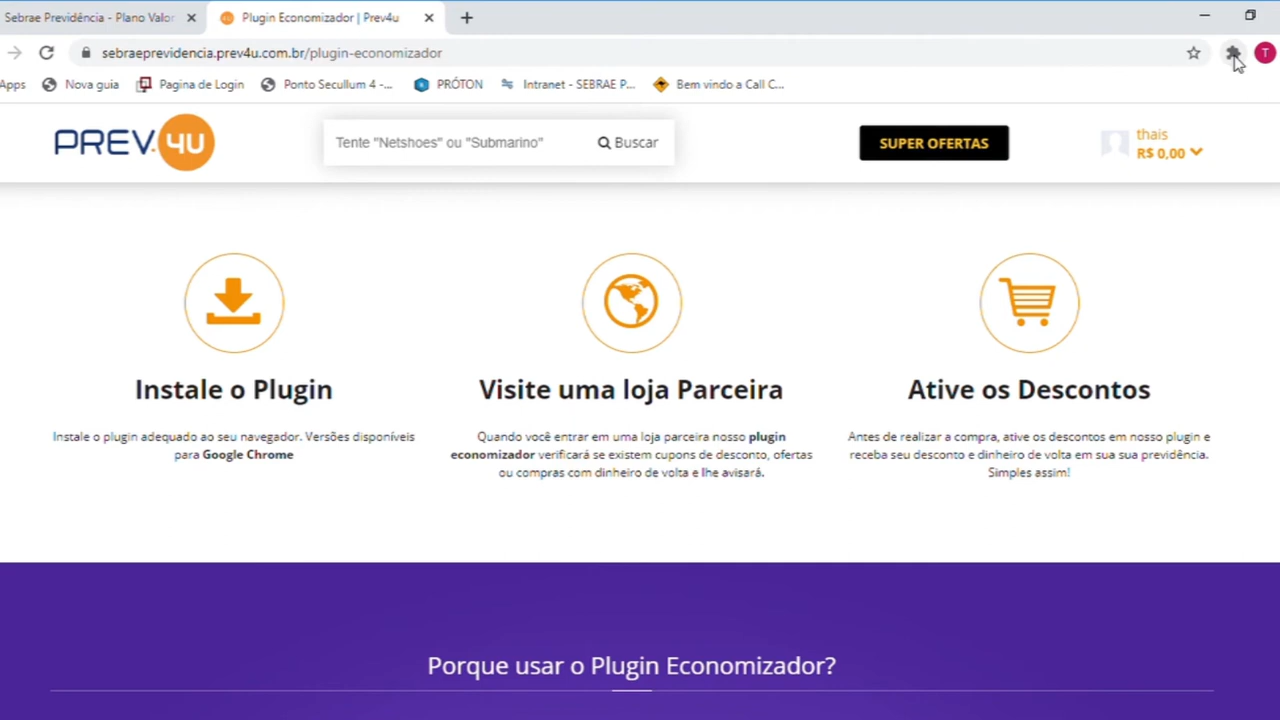 Sebrae Previdência - Plano Valor
Plugin Economizador | Prev4u
sebraeprevidencia.prev4u.com.br/plugin-economizador
T
Apps
Nova guia
Pagina de Login
Ponto Secullum 4 -...
PRÓTON
Intranet - SEBRAE P...
Bem vindo a Call C...
PREV. 4U
Tente "Netshoes" ou "Submarino"
Buscar
SUPER OFERTAS
thais
R$ 0,00
Instale o Plugin
Instale o plugin adequado ao seu navegador. Versões disponíveis
para Google Chrome
Visite uma loja Parceira
Quando você entrar em uma loja parceira nosso plugin
economizador verificará se existem cupons de desconto, ofertas
ou compras com dinheiro de volta e lhe avisará.
Ative os Descontos
Antes de realizar a compra, ative os descontos em nosso plugin e
receba seu desconto e dinheiro de volta em sua sua previdência.
Simples assim!
Porque usar o Plugin Economizador?